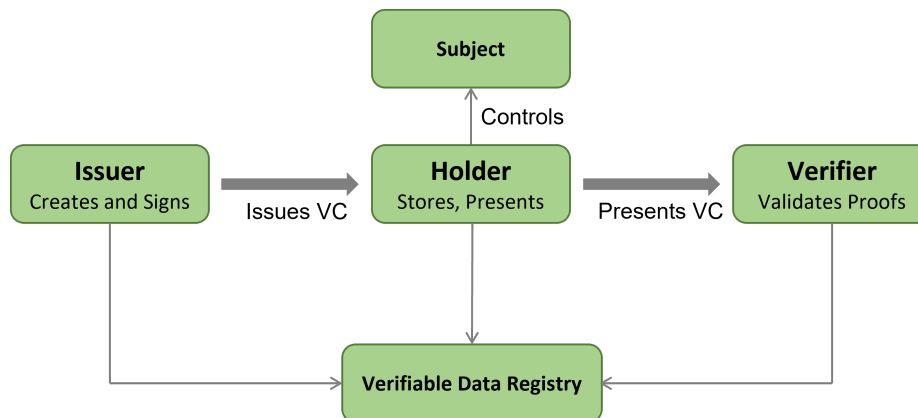 Subject
Controls
Issuer
Creates and Signs
Issues VC
Holder
Stores, Presents
Presents VC
Verifier
Validates Proofs
Verifiable Data Registry